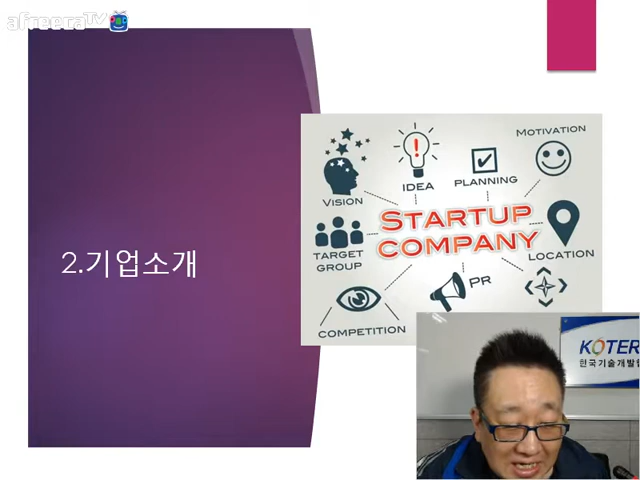 afreecaTV
2.기업소개
MOTIVATION
IDEA
PLANNING
VISION
STARTUP
COMPANY
TARGET
GROUP
LOCATION
PR
COMPETITION
KOTER
한국기술개발